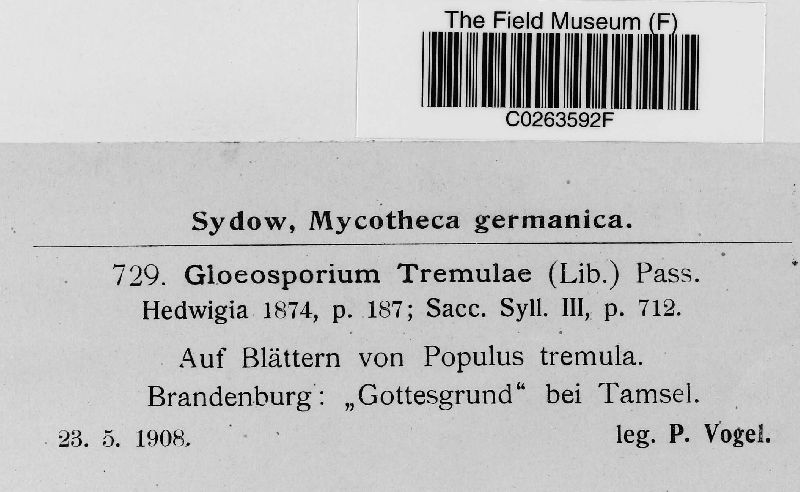 The Field Museum (F)
C0263592F
Sydow, Mycotheca germanica.
729. Gloeosporium Tremulae (Lib.) Pass.
Hedwigia 1874, p. 187; Sacc. Syll. III, p. 712.
Auf Blättern von Populus tremula.
Brandenburg: „Gottesgrund“ bei Tamsel.
23. 5. 1908. leg. P. Vogel.